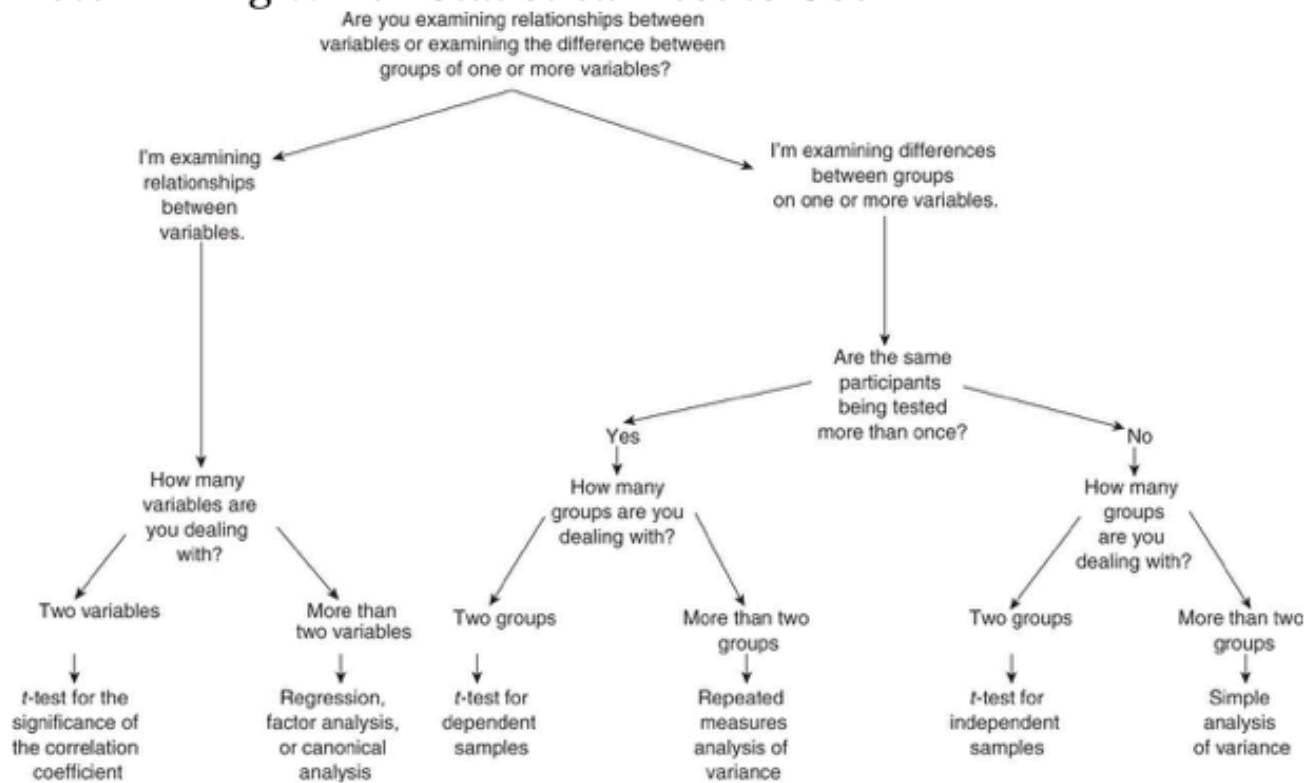 Are you examining relationships between
variables or examining the difference between
groups of one or more variables?
I'm examining
relationships
between
variables.
I'm examining differences
between groups
on one or more variables.
Are the same
participants
being tested
more than once?
Yes
No
How many
variables are
you dealing
with?
How many
groups are you
dealing with?
How many
groups
are you
dealing with?
Two variables
More than
two variables
Two groups
More than two
groups
Two groups
More than two
groups
t-test for the
significance of
the correlation
coefficient
Regression,
factor analysis,
or canonical
analysis
t-test for
dependent
samples
Repeated
measures
analysis of
variance
t-test for
independent
samples
Simple
analysis
of variance